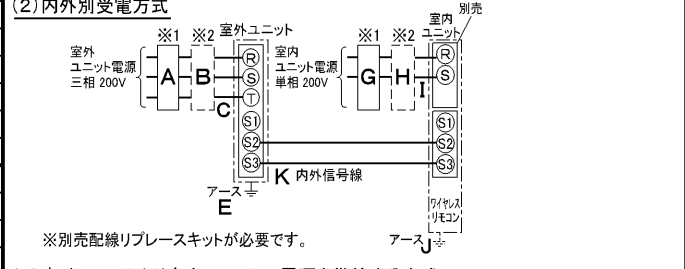 (2)内外別受電方式
別売
室外ユニット
室内
ユニット
※1 ※2
※1 ※2
室外
ユニット電源
三相 200V
A
B
C
R
S
T
S1
S2
S3
室内
ユニット電源
単相 200V
G
H
I
R
S
S1
S2
S3
K 内外信号線
アース
E
ワイヤレス
リモコン
アース J
※別売配線リプレースキットが必要です。